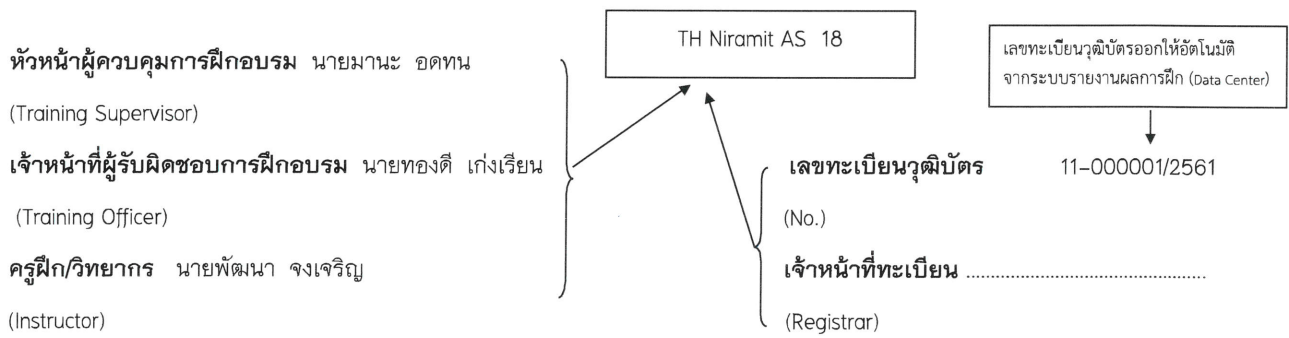 TH Niramit AS 18
เลขทะเบียนวุฒิบัตรออกให้อัตโนมัติ
จากระบบรายงานผลการฝึก (Data Center)
หัวหน้าผู้ควบคุมการฝึกอบรม นายมานะ อดทน
(Training Supervisor)
เจ้าหน้าที่ผู้รับผิดชอบการฝึกอบรม นายทองดี เก่งเรียน
(Training Officer)
ครูฝึก/วิทยากร นายพัฒนา จงเจริญ
(Instructor)
เลขทะเบียนวุฒิบัตร 11-000001/2561
(No.)
เจ้าหน้าที่ทะเบียน ............................................
(Registrar)